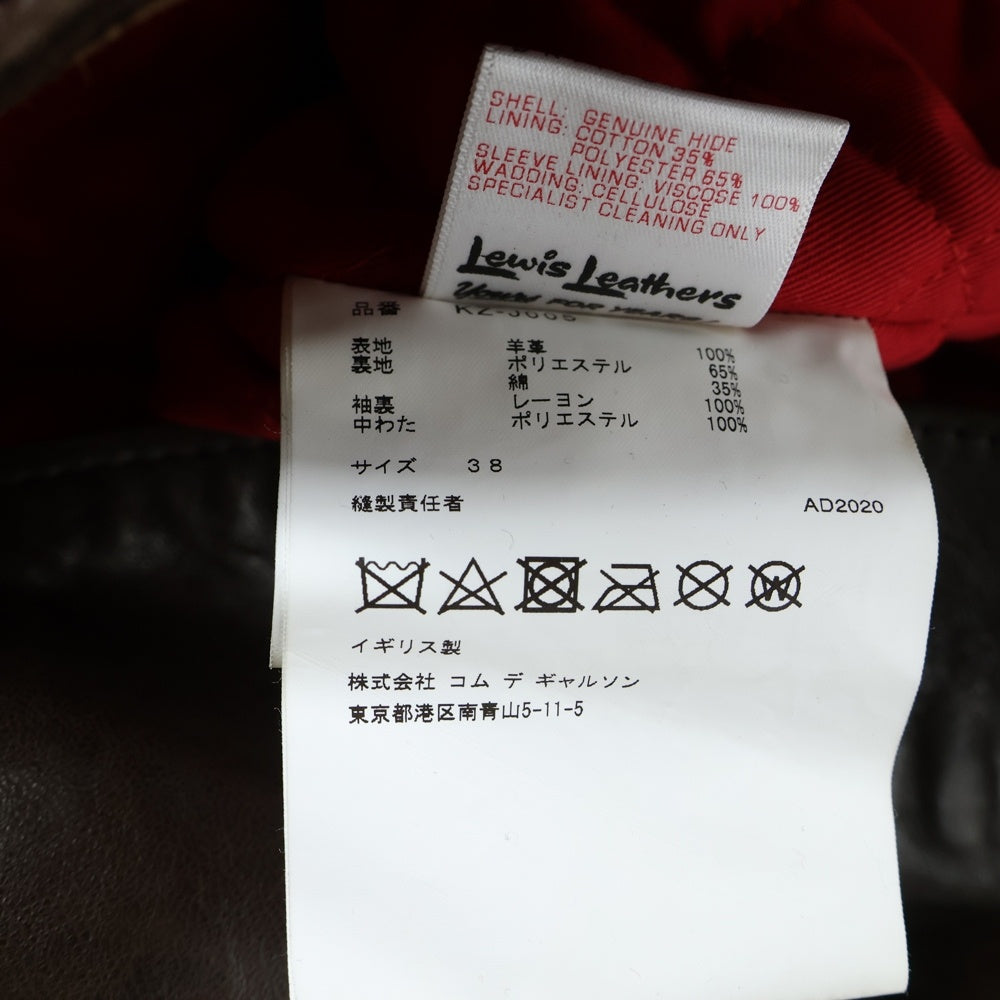 SHELL: GENUINE HIDE
LINING: COTTON 35%
POLYESTER 65%
SLEEVE LINING: VISCOSE 100%
WADDING: CELLULOSE
SPECIALIST CLEANING ONLY
Lewis Leathers
YOURS FOR YEARS!
品番
表地 羊革 100%
裏地 ポリエステル 65%
綿 35%
袖裏 レーヨン 100%
中わた ポリエステル 100%
サイズ 38
縫製責任者 AD2020
W
イギリス製
株式会社 コム デ ギャルソン
東京都港区南青山5-11-5